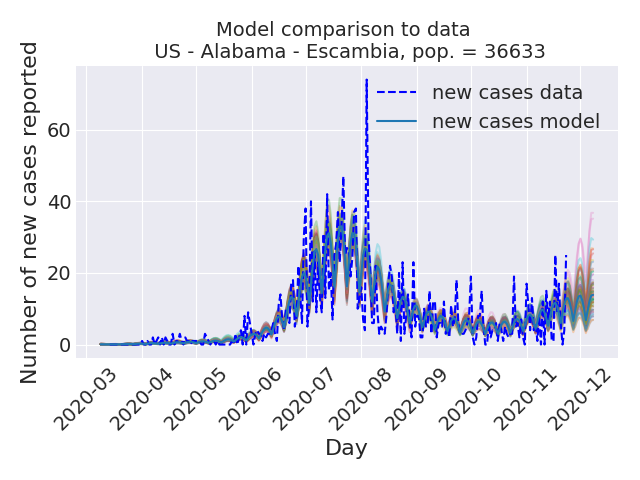 Model comparison to data
US - Alabama - Escambia, pop. = 36633
Number of new cases reported
60
40
20
0
new cases data
new cases model
2020-03
2020-04
2020-05
2020-06
2020-07
2020-08
2020-09
2020-10
2020-11
2020-12
Day